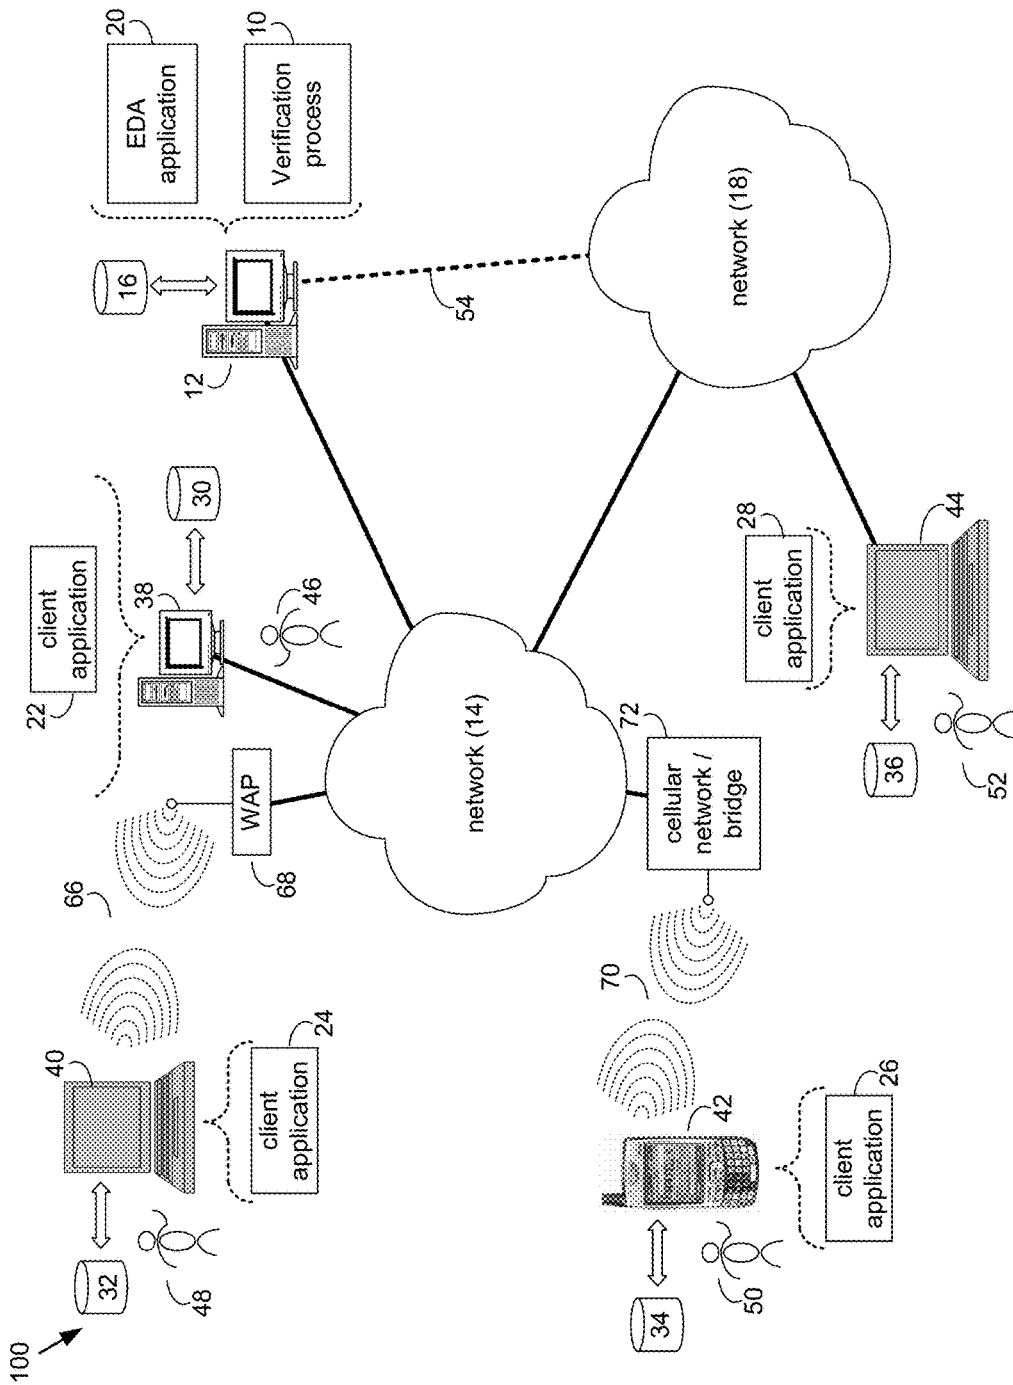 100
32
48
40
24
client
application
66
68
WAP
22
client
application
38
30
46
12
16
20
EDA
application
10
Verification
process
54
network (14)
network (18)
34
50
42
26
client
application
70
72
cellular
network /
bridge
36
52
28
client
application
44